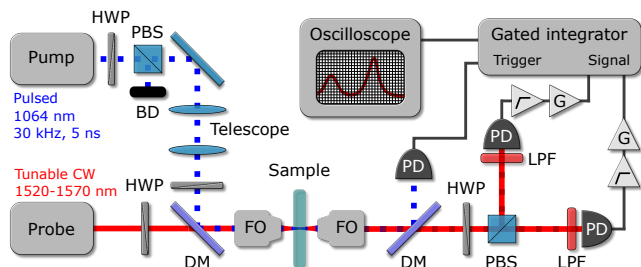 HWP
PBS
Pump
BD
Pulsed
1064 nm
30 kHz, 5 ns
Telescope
Oscilloscope
Gated integrator
Trigger
Signal
G
G
PD
LPF
PD
Tunable CW
1520-1570 nm
HWP
Sample
HWP
Probe
DM
FO
FO
DM
PBS
LPF
PD